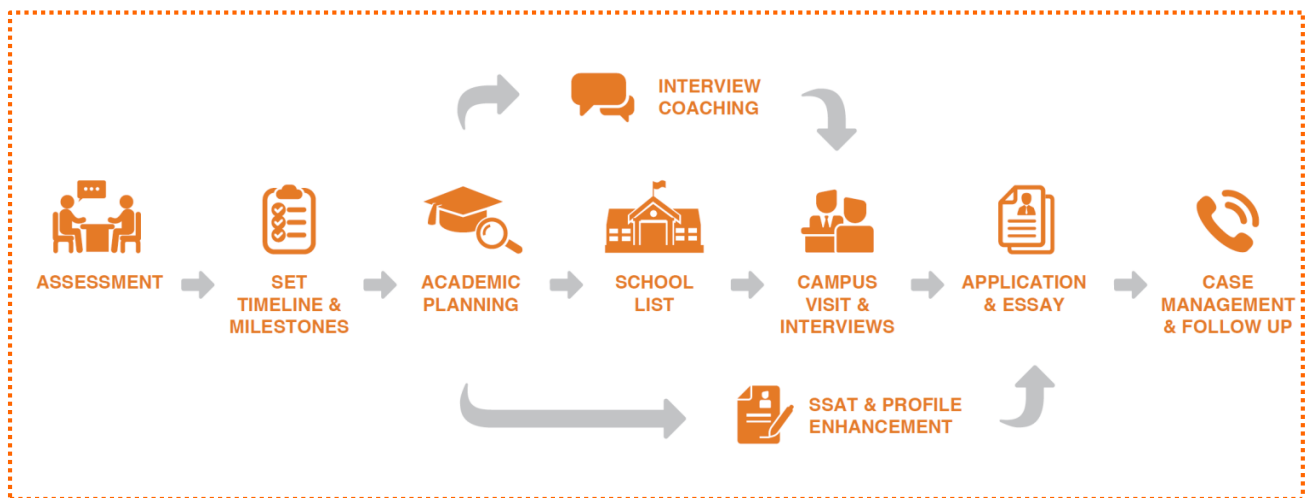 INTERVIEW
COACHING
ASSESSMENT
SET
TIMELINE &
MILESTONES
ACADEMIC
PLANNING
SCHOOL
LIST
CAMPUS
VISIT &
INTERVIEWS
APPLICATION
& ESSAY
CASE
MANAGEMENT
& FOLLOW UP
SSAT & PROFILE
ENHANCEMENT